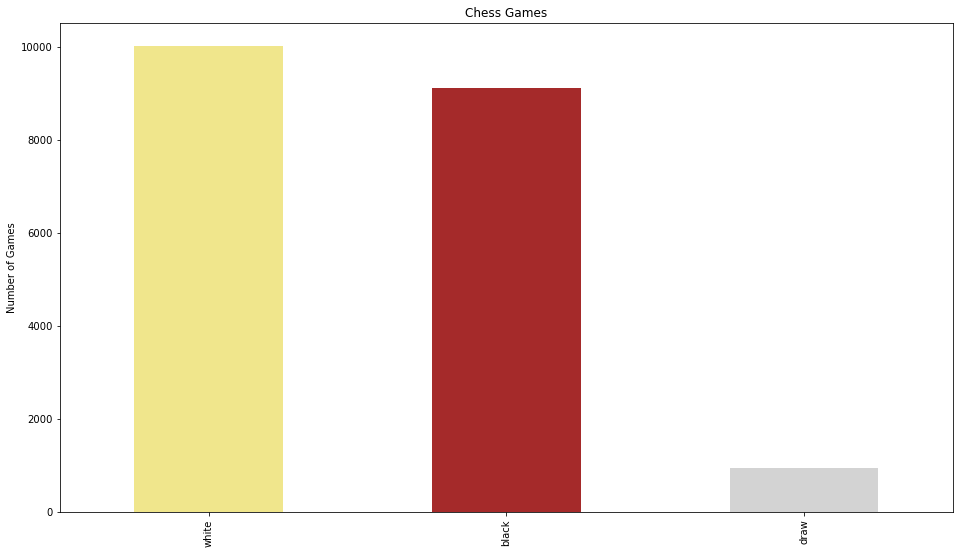 Chess Games
Number of Games
10000
8000
6000
4000
2000
0
white
black
draw